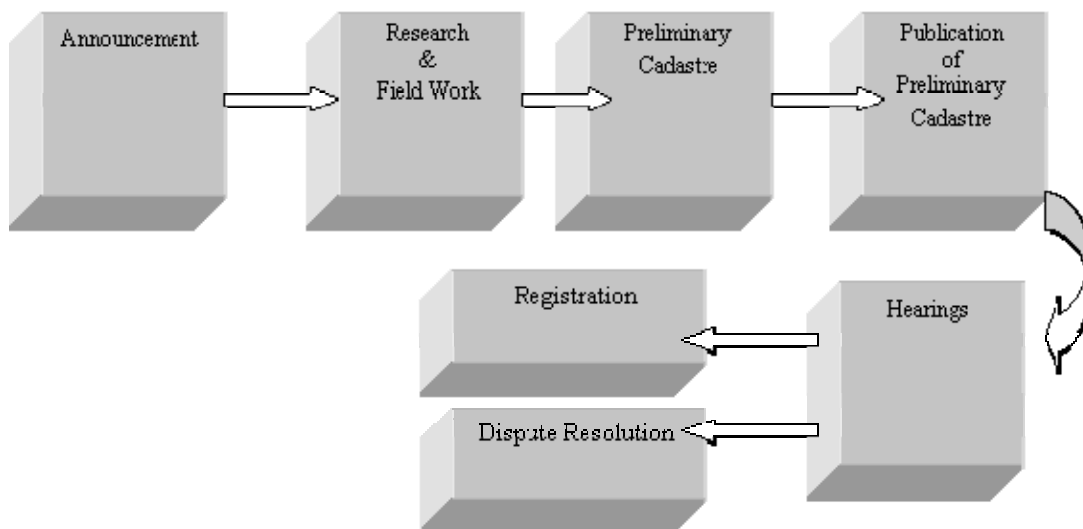 Announcement
Research
&
Field Work
Preliminary
Cadastre
Publication
of
Preliminary
Cadastre
Hearings
Registration
Dispute Resolution